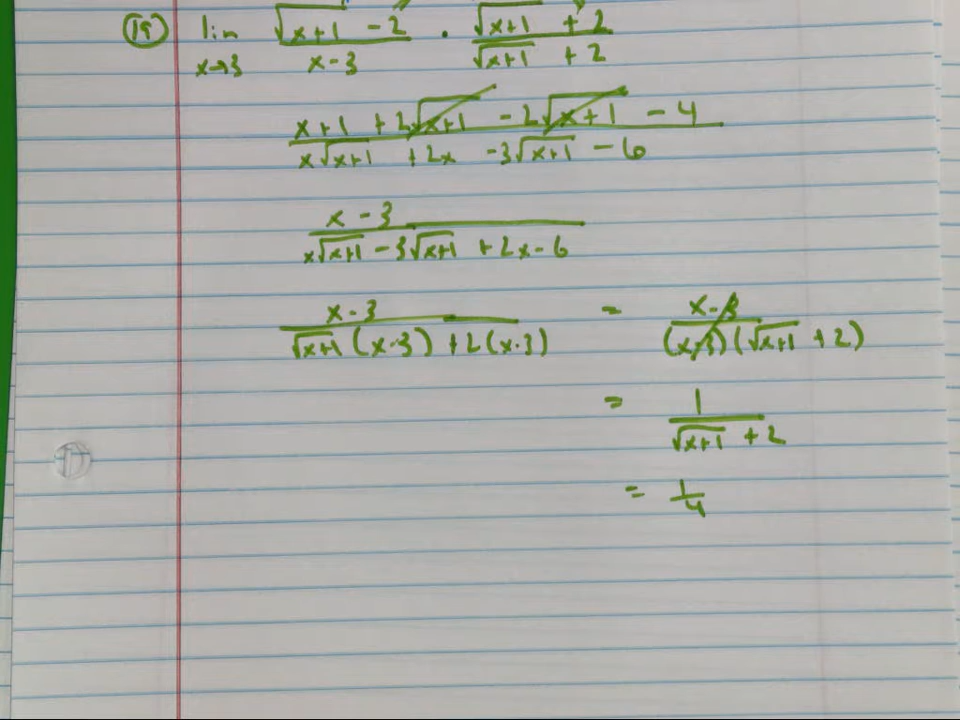 (19) lim x→3 (√(x+1) - 2)/(x-3) · (√(x+1) + 2)/(√(x+1) + 2)
(x+1 + 2√(x+1) - 2√(x+1) - 4)/(x√(x+1) + 2x - 3√(x+1) - 6)
(x - 3)/(x√(x+1) - 3√(x+1) + 2x - 6)
(x - 3)/(√(x+1) (x-3) + 2(x-3)) = (x-3)/((x-3)(√(x+1) + 2))
= 1/(√(x+1) + 2)
= 1/4